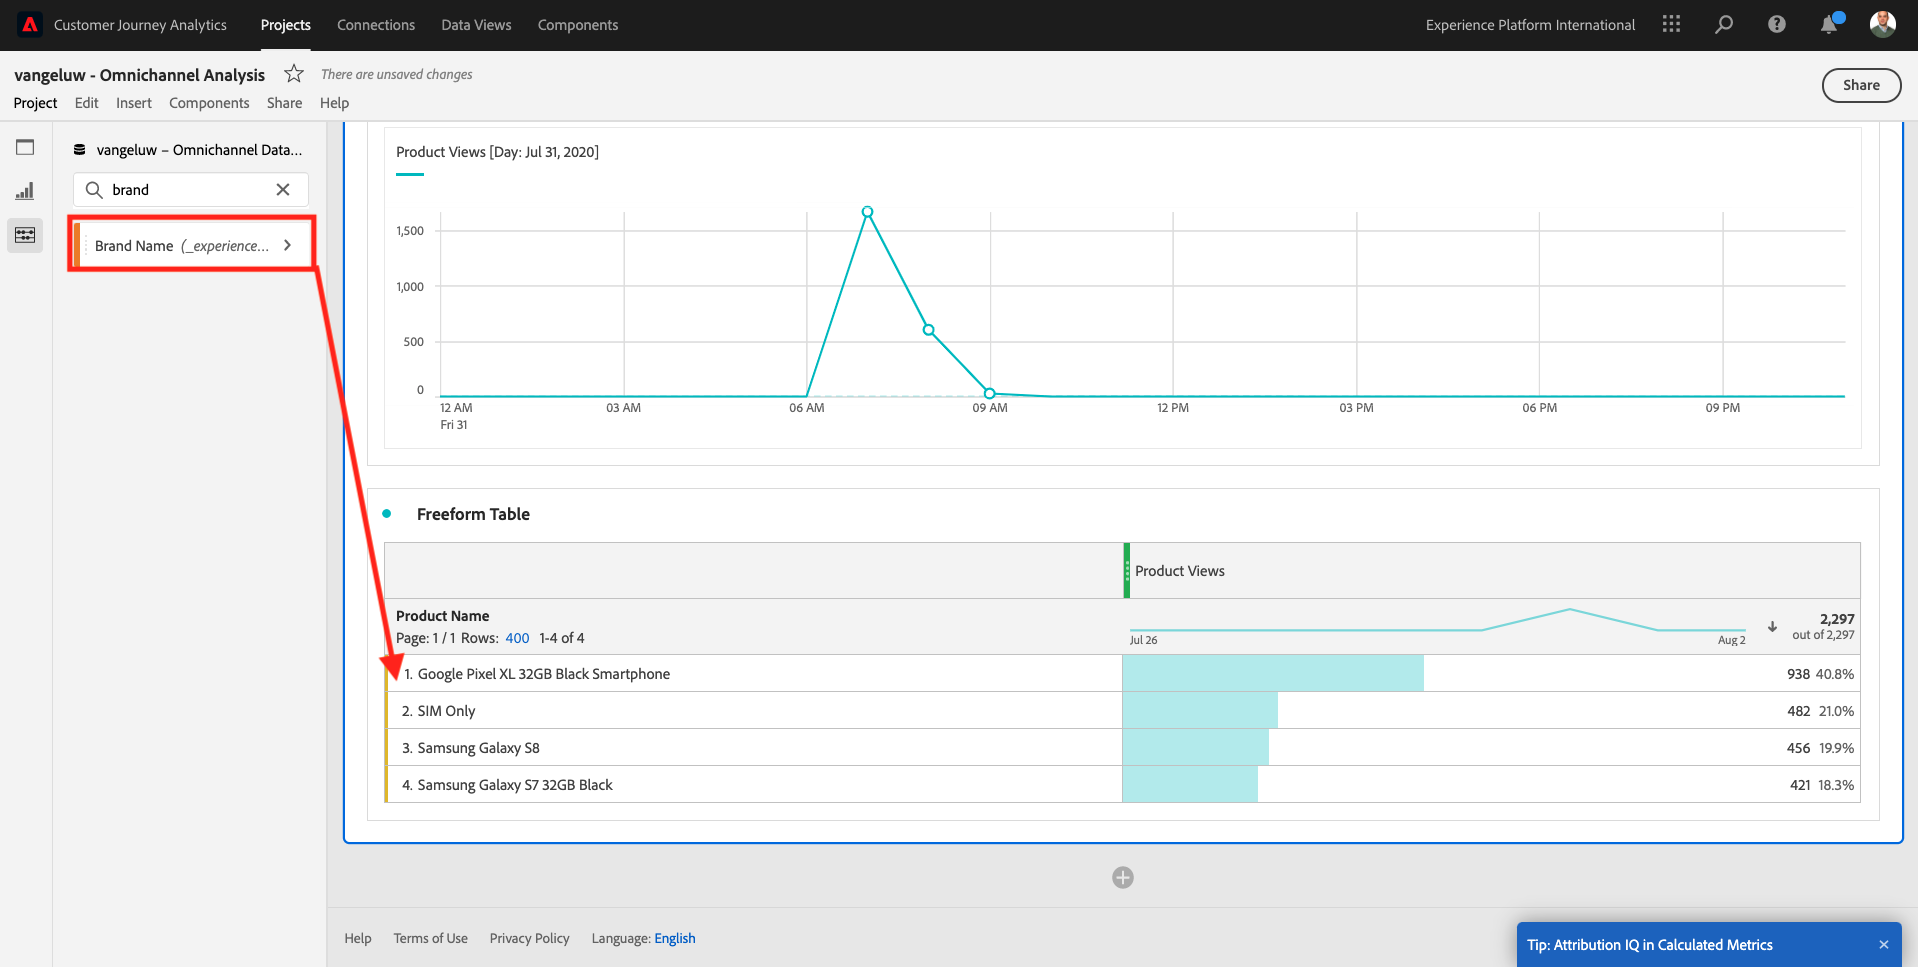 Customer Journey Analytics Projects Connections Data Views Components Experience Platform International
vangeluw - Omnichannel Analysis There are unsaved changes
Share
Project Edit Insert Components Share Help
vangeluw – Omnichannel Data...
brand
Brand Name (_experience...
Product Views [Day: Jul 31, 2020]
1,500
1,000
500
0
12 AM 03 AM 06 AM 09 AM 12 PM 03 PM 06 PM 09 PM
Fri 31
Freeform Table
Product Views
Product Name
Page: 1 / 1 Rows: 400 1-4 of 4
Jul 26 Aug 2
2,297
out of 2,297
1. Google Pixel XL 32GB Black Smartphone 938 40.8%
2. SIM Only 482 21.0%
3. Samsung Galaxy S8 456 19.9%
4. Samsung Galaxy S7 32GB Black 421 18.3%
Help Terms of Use Privacy Policy Language: English
Tip: Attribution IQ in Calculated Metrics